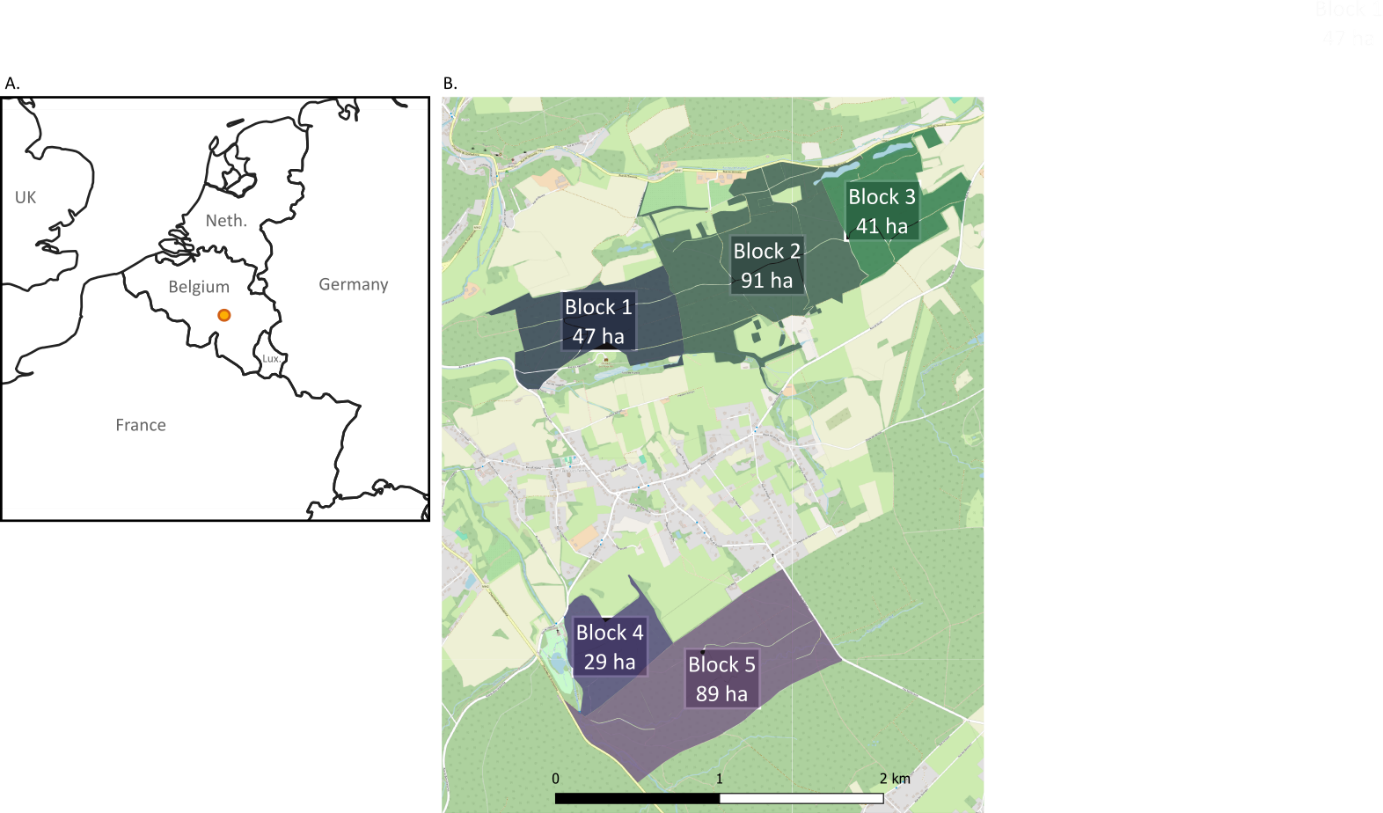 Block 1
47 ha
A.
B.
UK
Neth.
Belgium
Germany
Lux.
France
Block 3
41 ha
Block 2
91 ha
Block 1
47 ha
Block 4
29 ha
Block 5
89 ha
0 1 2 km